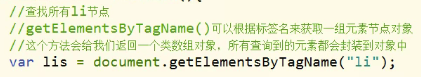 //查找所有li节点
//getElementsByTagName()可以根据标签名来获取一组元素节点对象
//这个方法会给我们返回一个类数组对象，所有查询到的元素都会封装到对象中
var lis = document.getElementsByTagName("li");